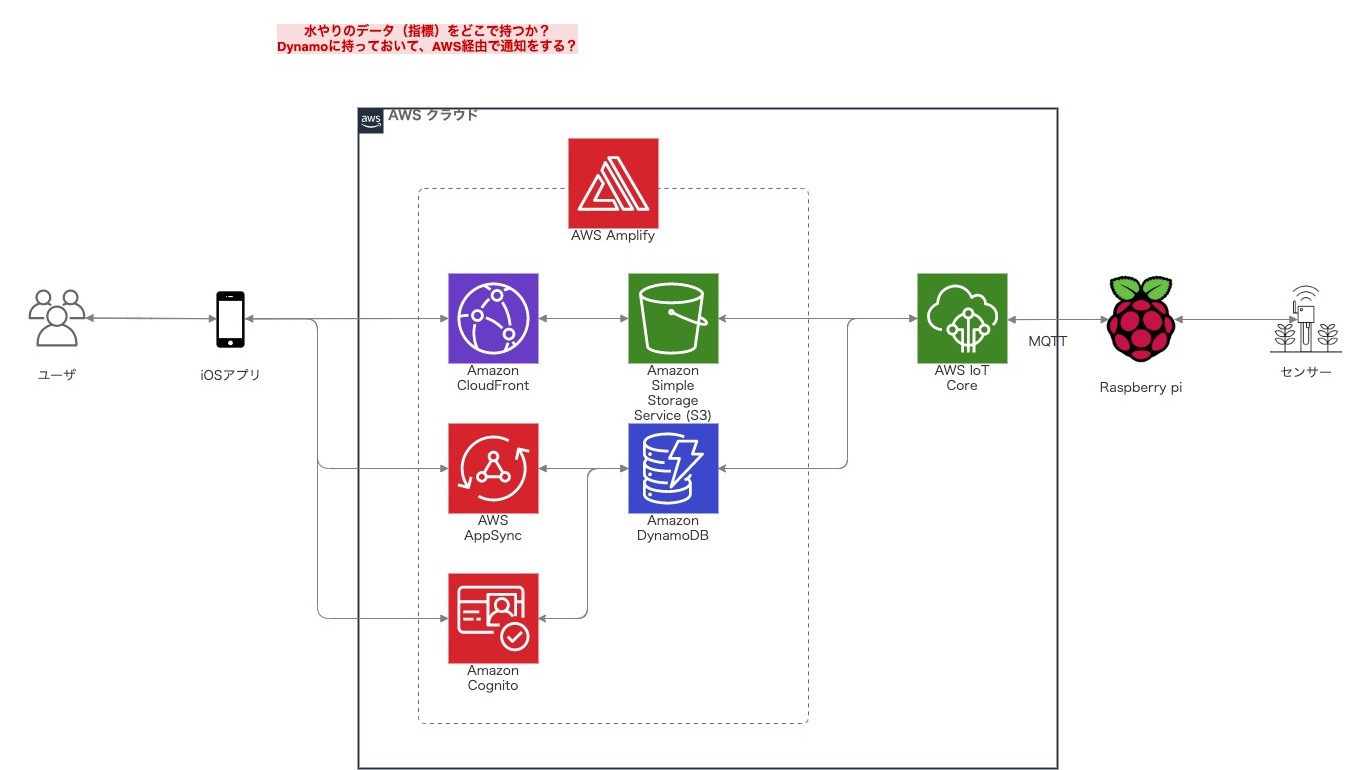 水やりのデータ（指標）をどこで持つか？
Dynamoに持っておいて、AWS経由で通知をする？
aws
AWS クラウド
AWS Amplify
Amazon
CloudFront
Amazon
Simple
Storage
Service (S3)
AWS IoT
Core
MQTT
Raspberry pi
センサー
ユーザ
iOSアプリ
AWS
AppSync
Amazon
DynamoDB
Amazon
Cognito